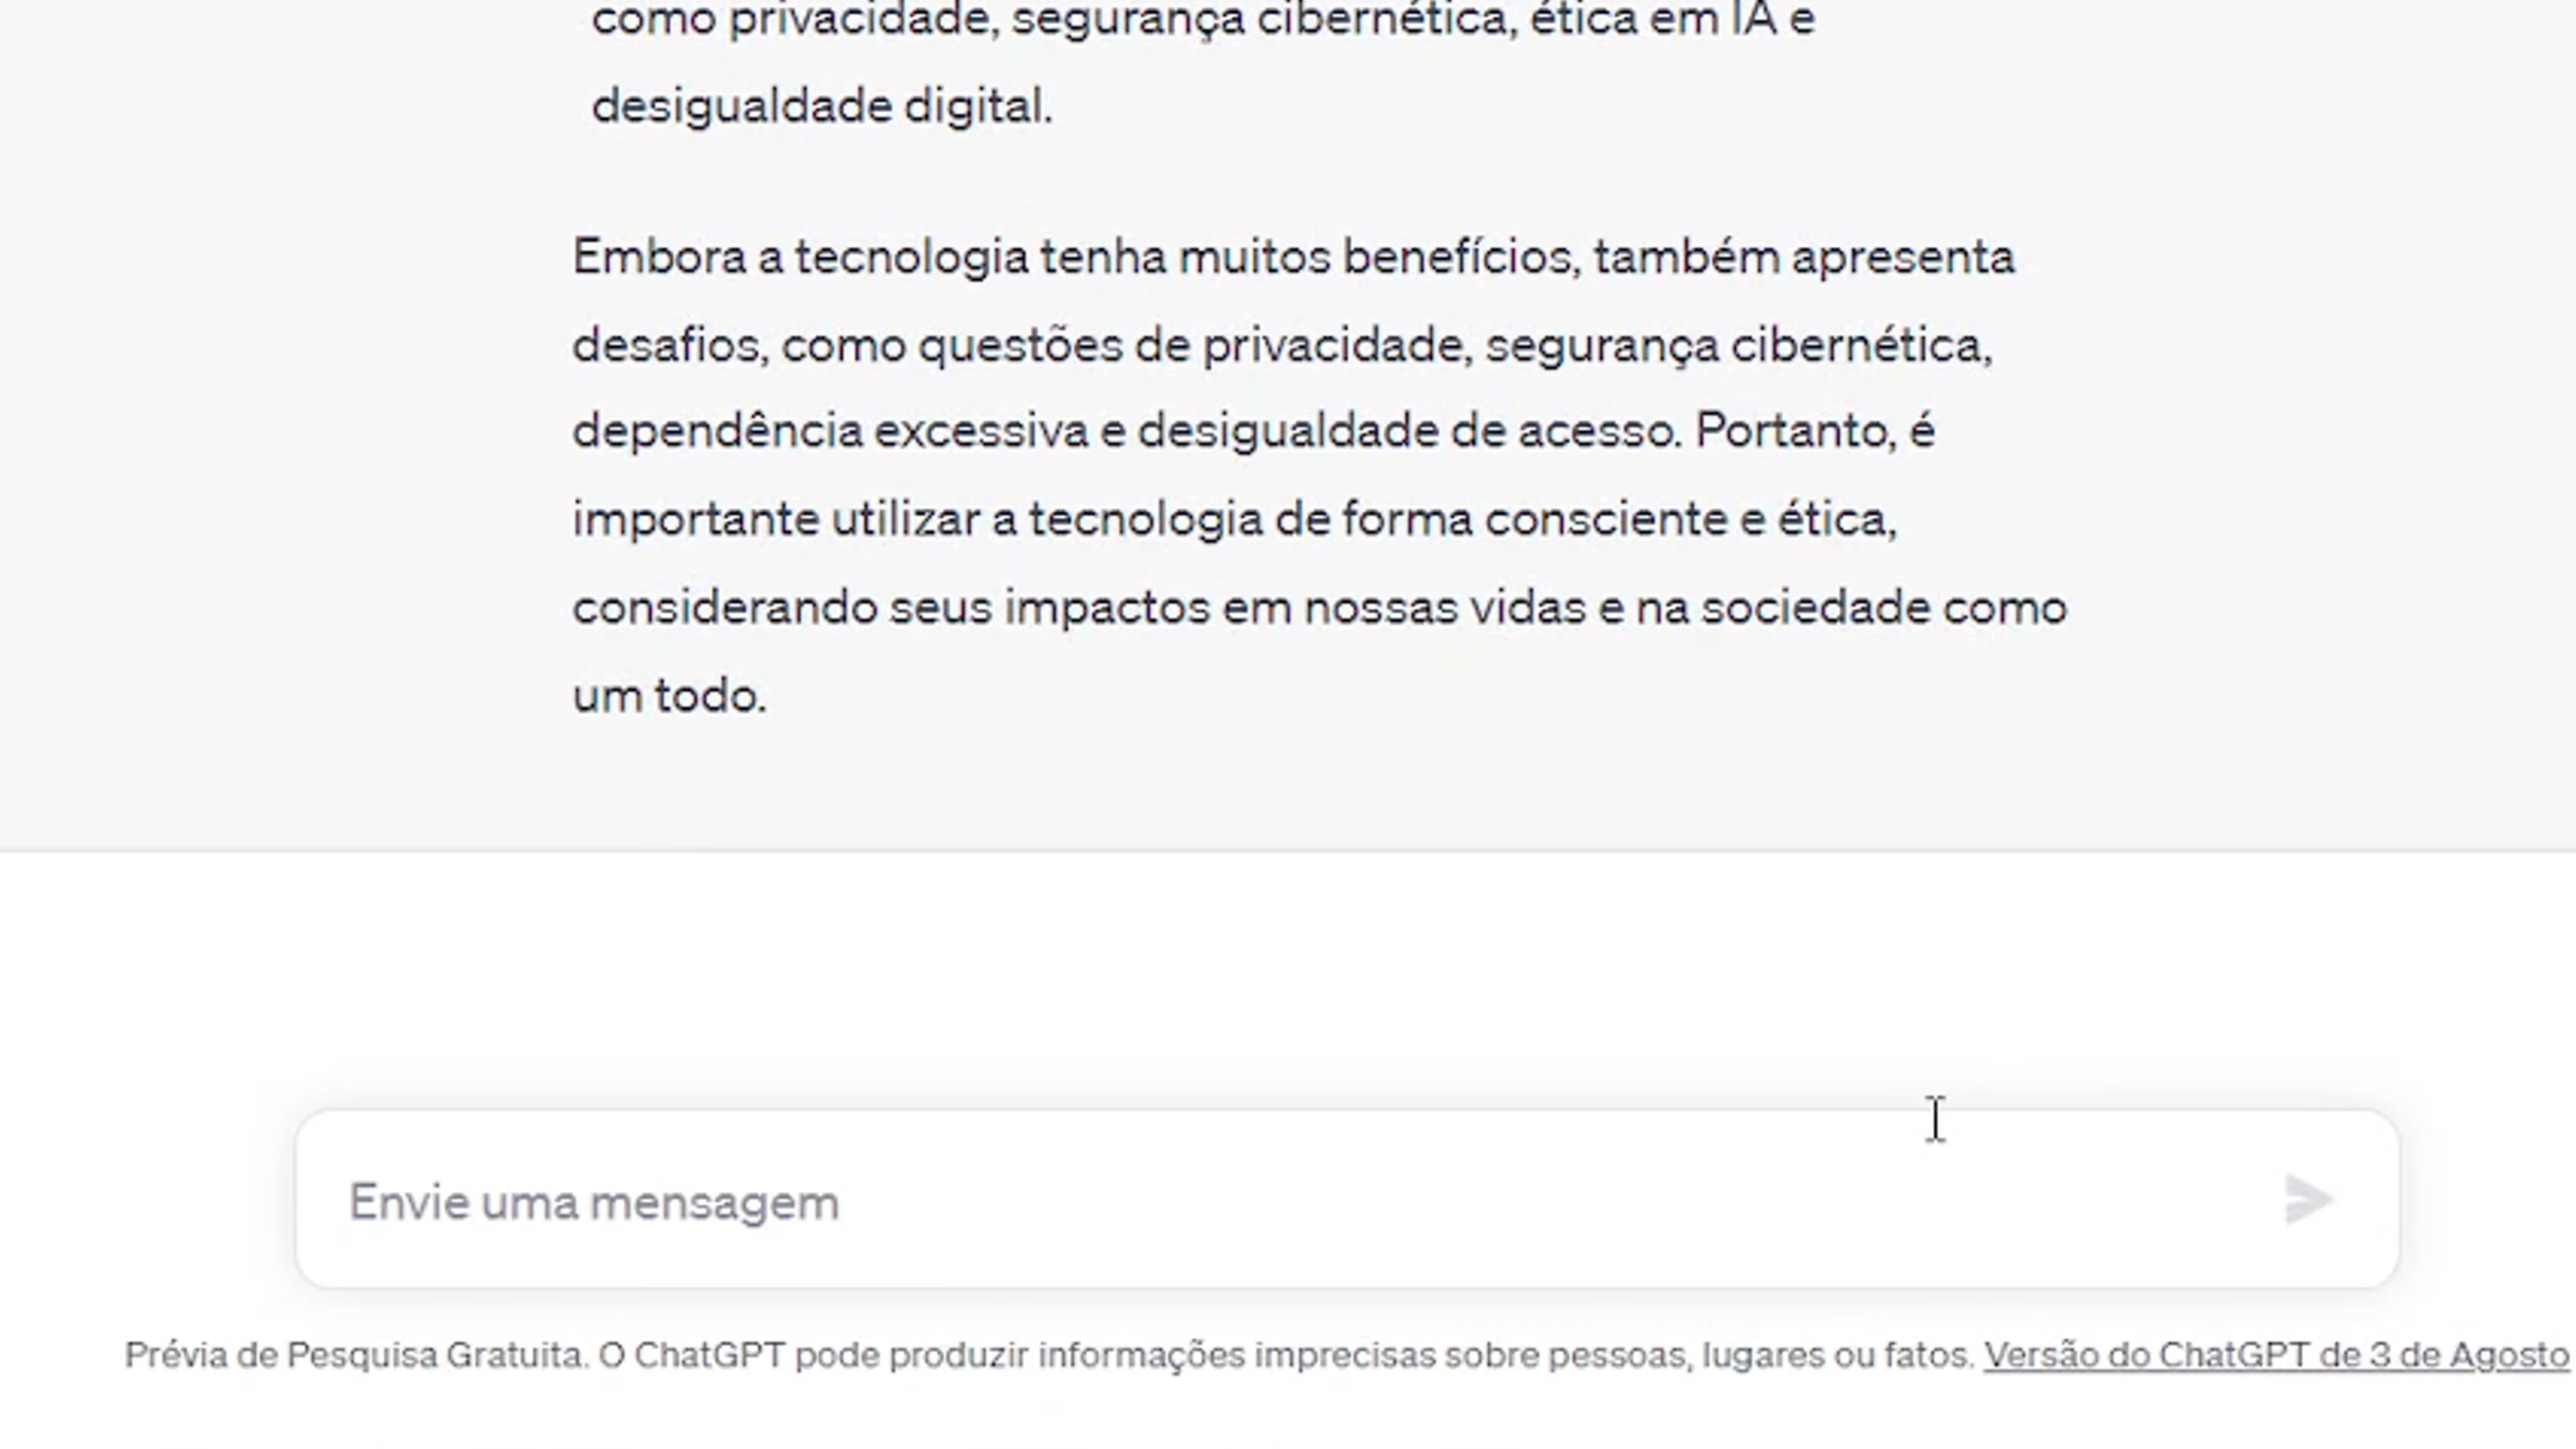 como privacidade, segurança cibernética, ética em IA e
desigualdade digital.
Embora a tecnologia tenha muitos benefícios, também apresenta
desafios, como questões de privacidade, segurança cibernética,
dependência excessiva e desigualdade de acesso. Portanto, é
importante utilizar a tecnologia de forma consciente e ética,
considerando seus impactos em nossas vidas e na sociedade como
um todo.
Envie uma mensagem
Prévia de Pesquisa Gratuita. O ChatGPT pode produzir informações imprecisas sobre pessoas, lugares ou fatos. Versão do ChatGPT de 3 de Agosto